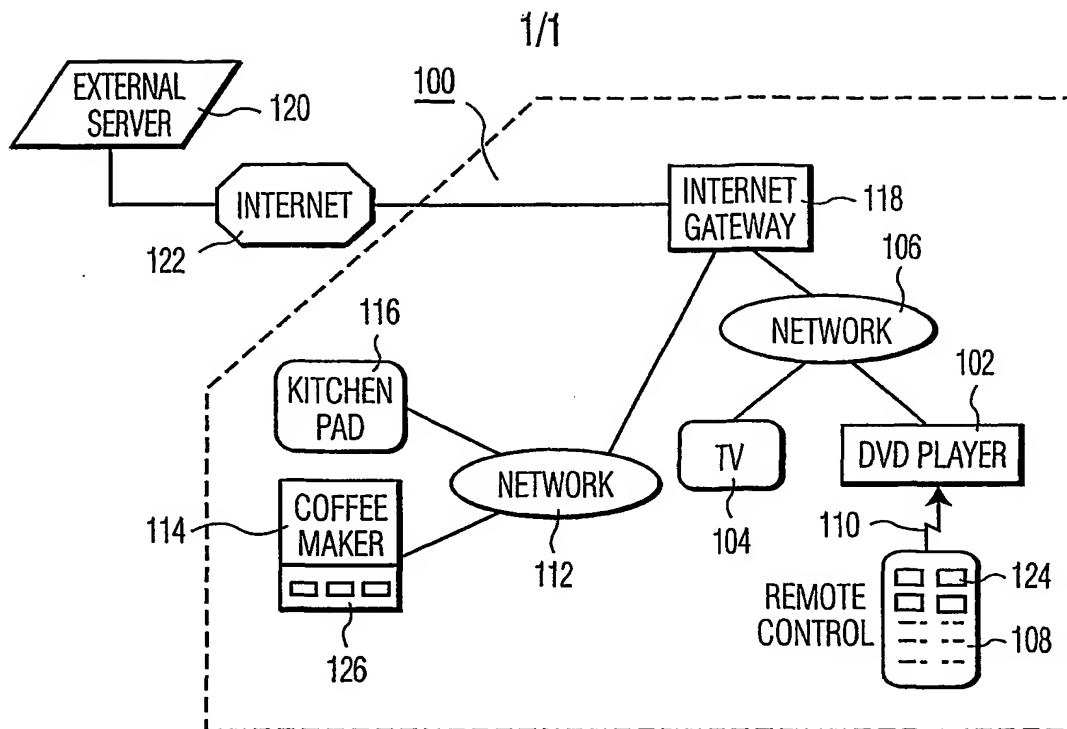 1/1
EXTERNAL
SERVER
120
100
INTERNET
122
INTERNET
GATEWAY
118
106
NETWORK
116
KITCHEN
PAD
102
TV
104
DVD PLAYER
NETWORK
112
114
COFFEE
MAKER
126
110
REMOTE
CONTROL
124
108